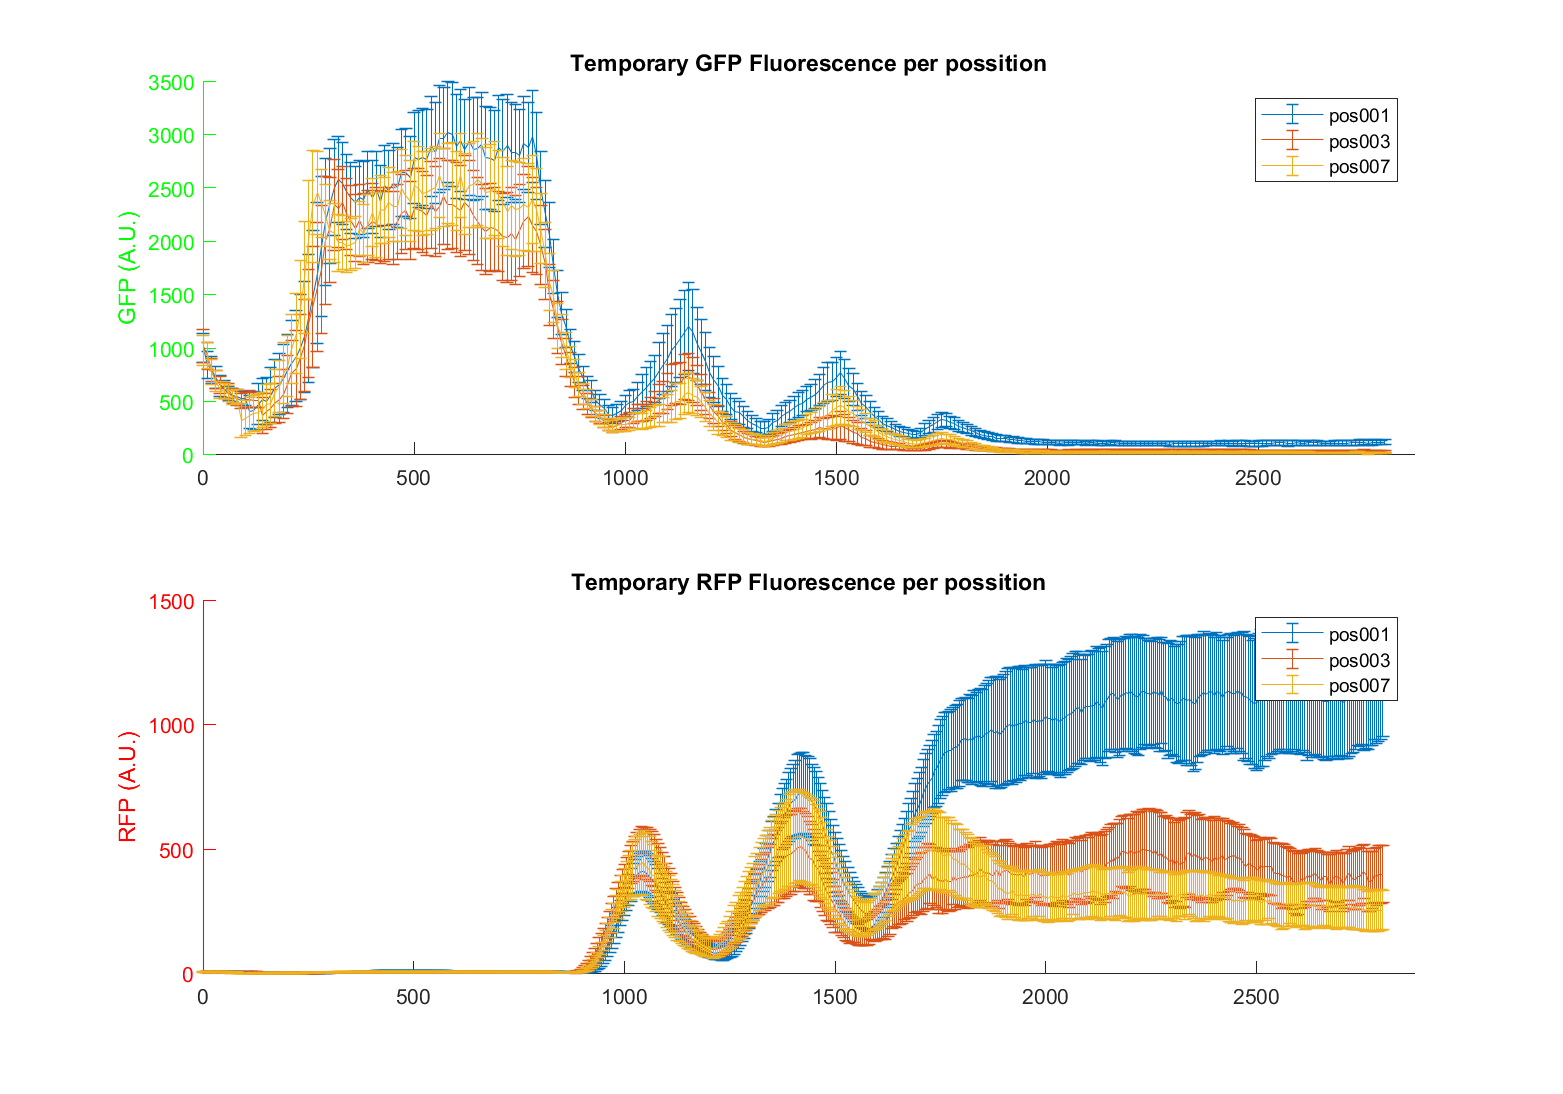 Temporary GFP Fluorescence per possition
GFP (A.U.)
3500
3000
2500
2000
1500
1000
500
0
0 500 1000 1500 2000 2500
pos001
pos003
pos007
Temporary RFP Fluorescence per possition
RFP (A.U.)
1500
1000
500
0
0 500 1000 1500 2000 2500
pos001
pos003
pos007